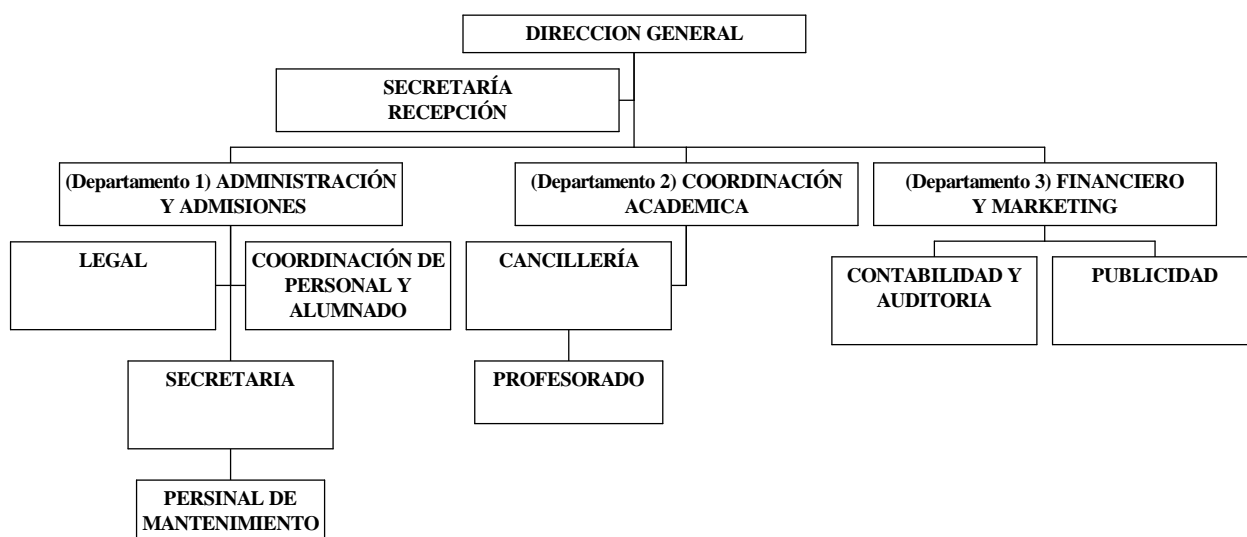 DIRECCION GENERAL
SECRETARÍA
RECEPCIÓN
(Departamento 1) ADMINISTRACIÓN
Y ADMISIONES
(Departamento 2) COORDINACIÓN
ACADEMICA
(Departamento 3) FINANCIERO
Y MARKETING
LEGAL
COORDINACIÓN DE
PERSONAL Y
ALUMNADO
CANCILLERÍA
CONTABILIDAD Y
AUDITORIA
PUBLICIDAD
SECRETARIA
PROFESORADO
PERSINAL DE
MANTENIMIENTO